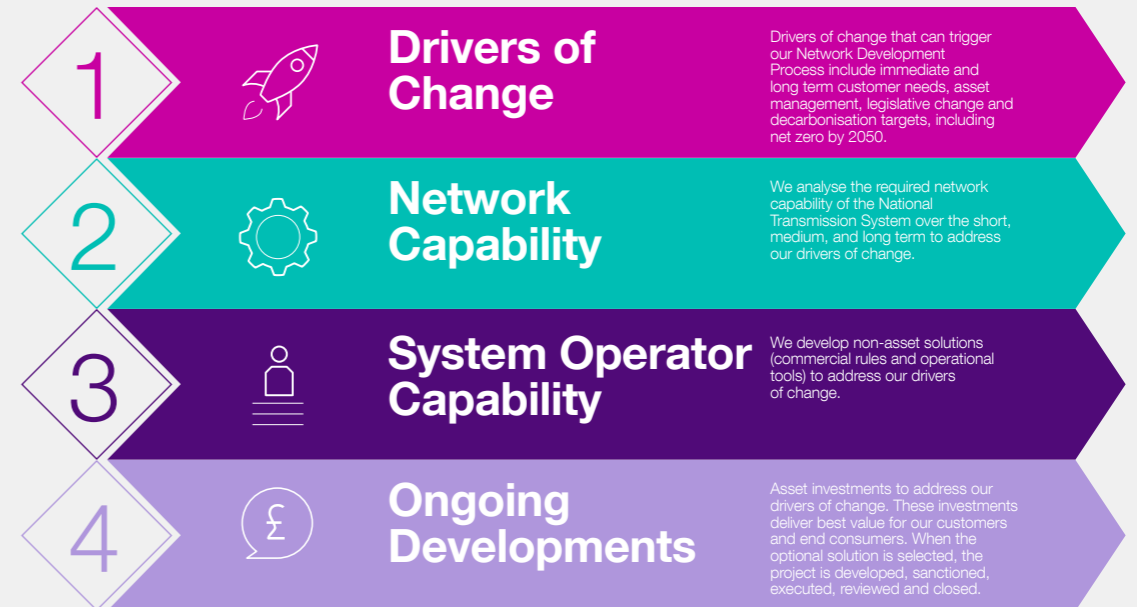 1
Drivers of
Change
Drivers of change that can trigger
our Network Development
Process include immediate and
long term customer needs, asset
management, legislative change and
decarbonisation targets, including
net zero by 2050.
2
Network
Capability
We analyse the required network
capability of the National
Transmission System over the short,
medium, and long term to address
our drivers of change.
3
System Operator
Capability
We develop non-asset solutions
(commercial rules and operational
tools) to address our drivers
of change.
4
£
Ongoing
Developments
Asset investments to address our
drivers of change. These investments
deliver best value for our customers
and end consumers. When the
optional solution is selected, the
project is developed, sanctioned,
executed, reviewed and closed.